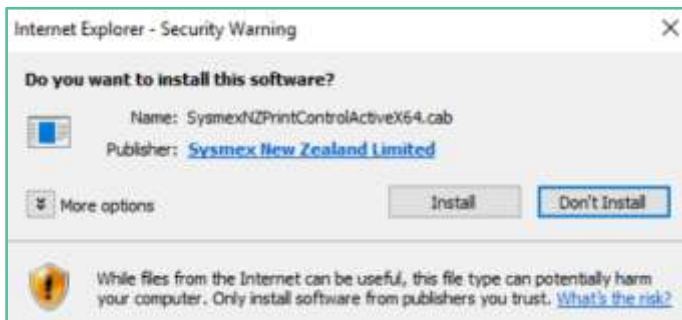 Internet Explorer - Security Warning
Do you want to install this software?
Name: SysmexNZPrintControlActiveX64.cab
Publisher: Sysmex New Zealand Limited
More options
Install
Don't Install
While files from the Internet can be useful, this file type can potentially harm
your computer. Only install software from publishers you trust. What's the risk?